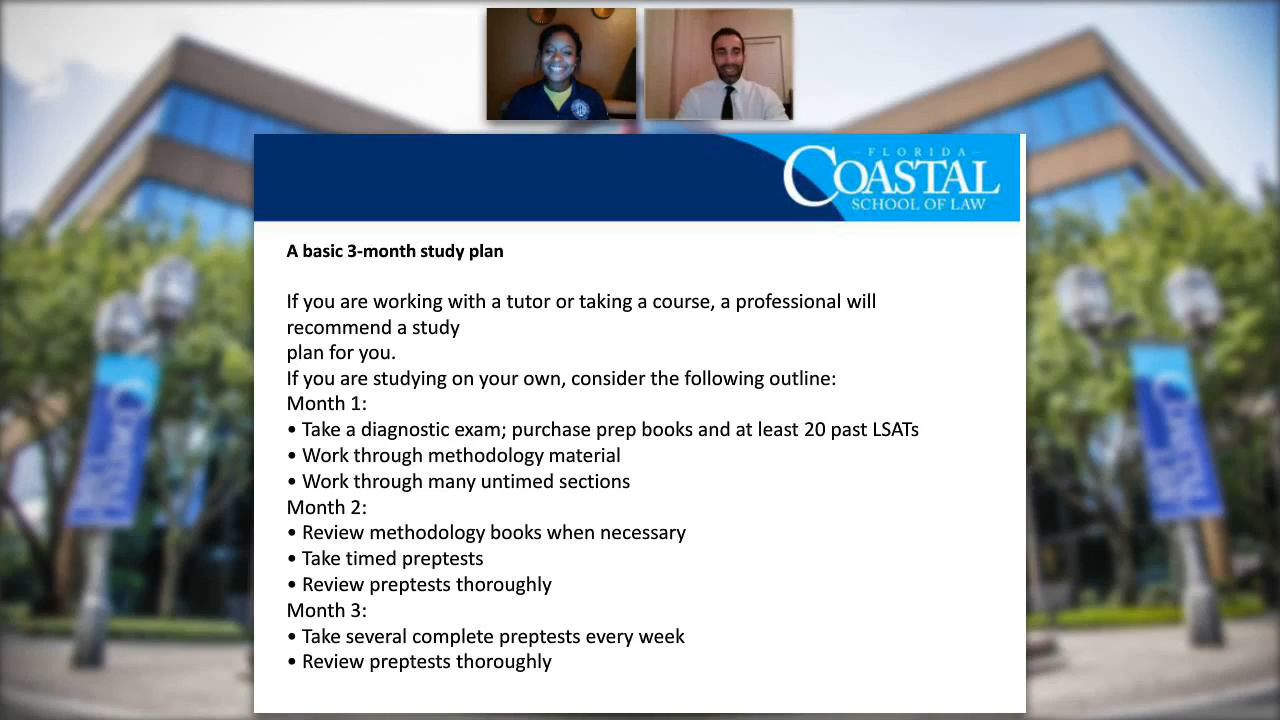 FLORIDA
COASTAL
SCHOOL OF LAW
A basic 3-month study plan
If you are working with a tutor or taking a course, a professional will
recommend a study
plan for you.
If you are studying on your own, consider the following outline:
Month 1:
• Take a diagnostic exam; purchase prep books and at least 20 past LSATs
• Work through methodology material
• Work through many untimed sections
Month 2:
• Review methodology books when necessary
• Take timed preptests
• Review preptests thoroughly
Month 3:
• Take several complete preptests every week
• Review preptests thoroughly